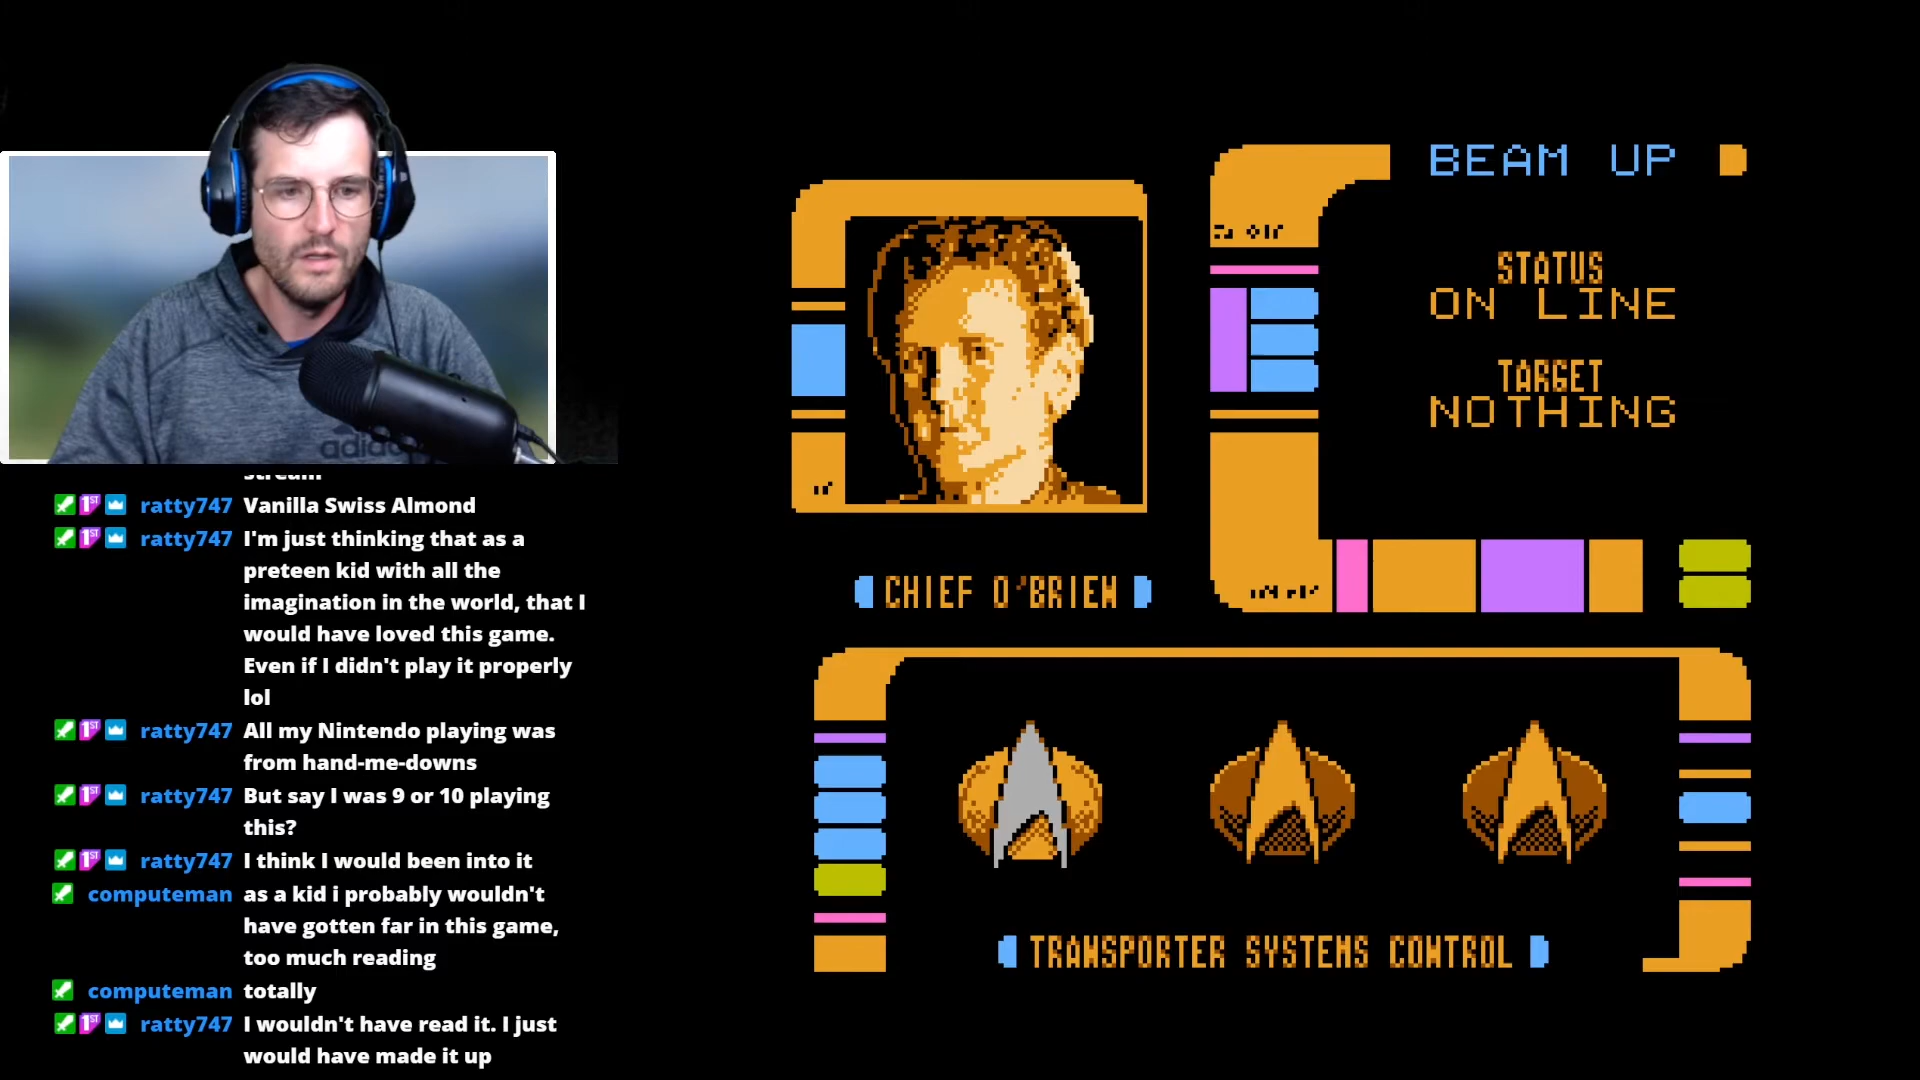 stream
ratty747 Vanilla Swiss Almond
ratty747 I'm just thinking that as a
preteen kid with all the
imagination in the world, that I
would have loved this game.
Even if I didn't play it properly
lol
ratty747 All my Nintendo playing was
from hand-me-downs
ratty747 But say I was 9 or 10 playing
this?
ratty747 I think I would been into it
computeman as a kid i probably wouldn't
have gotten far in this game,
too much reading
computeman totally
ratty747 I wouldn't have read it. I just
would have made it up
adidas
BEAM UP
STATUS
ON LINE
TARGET
NOTHING
CHIEF O'BRIEN
TRANSPORTER SYSTEMS CONTROL